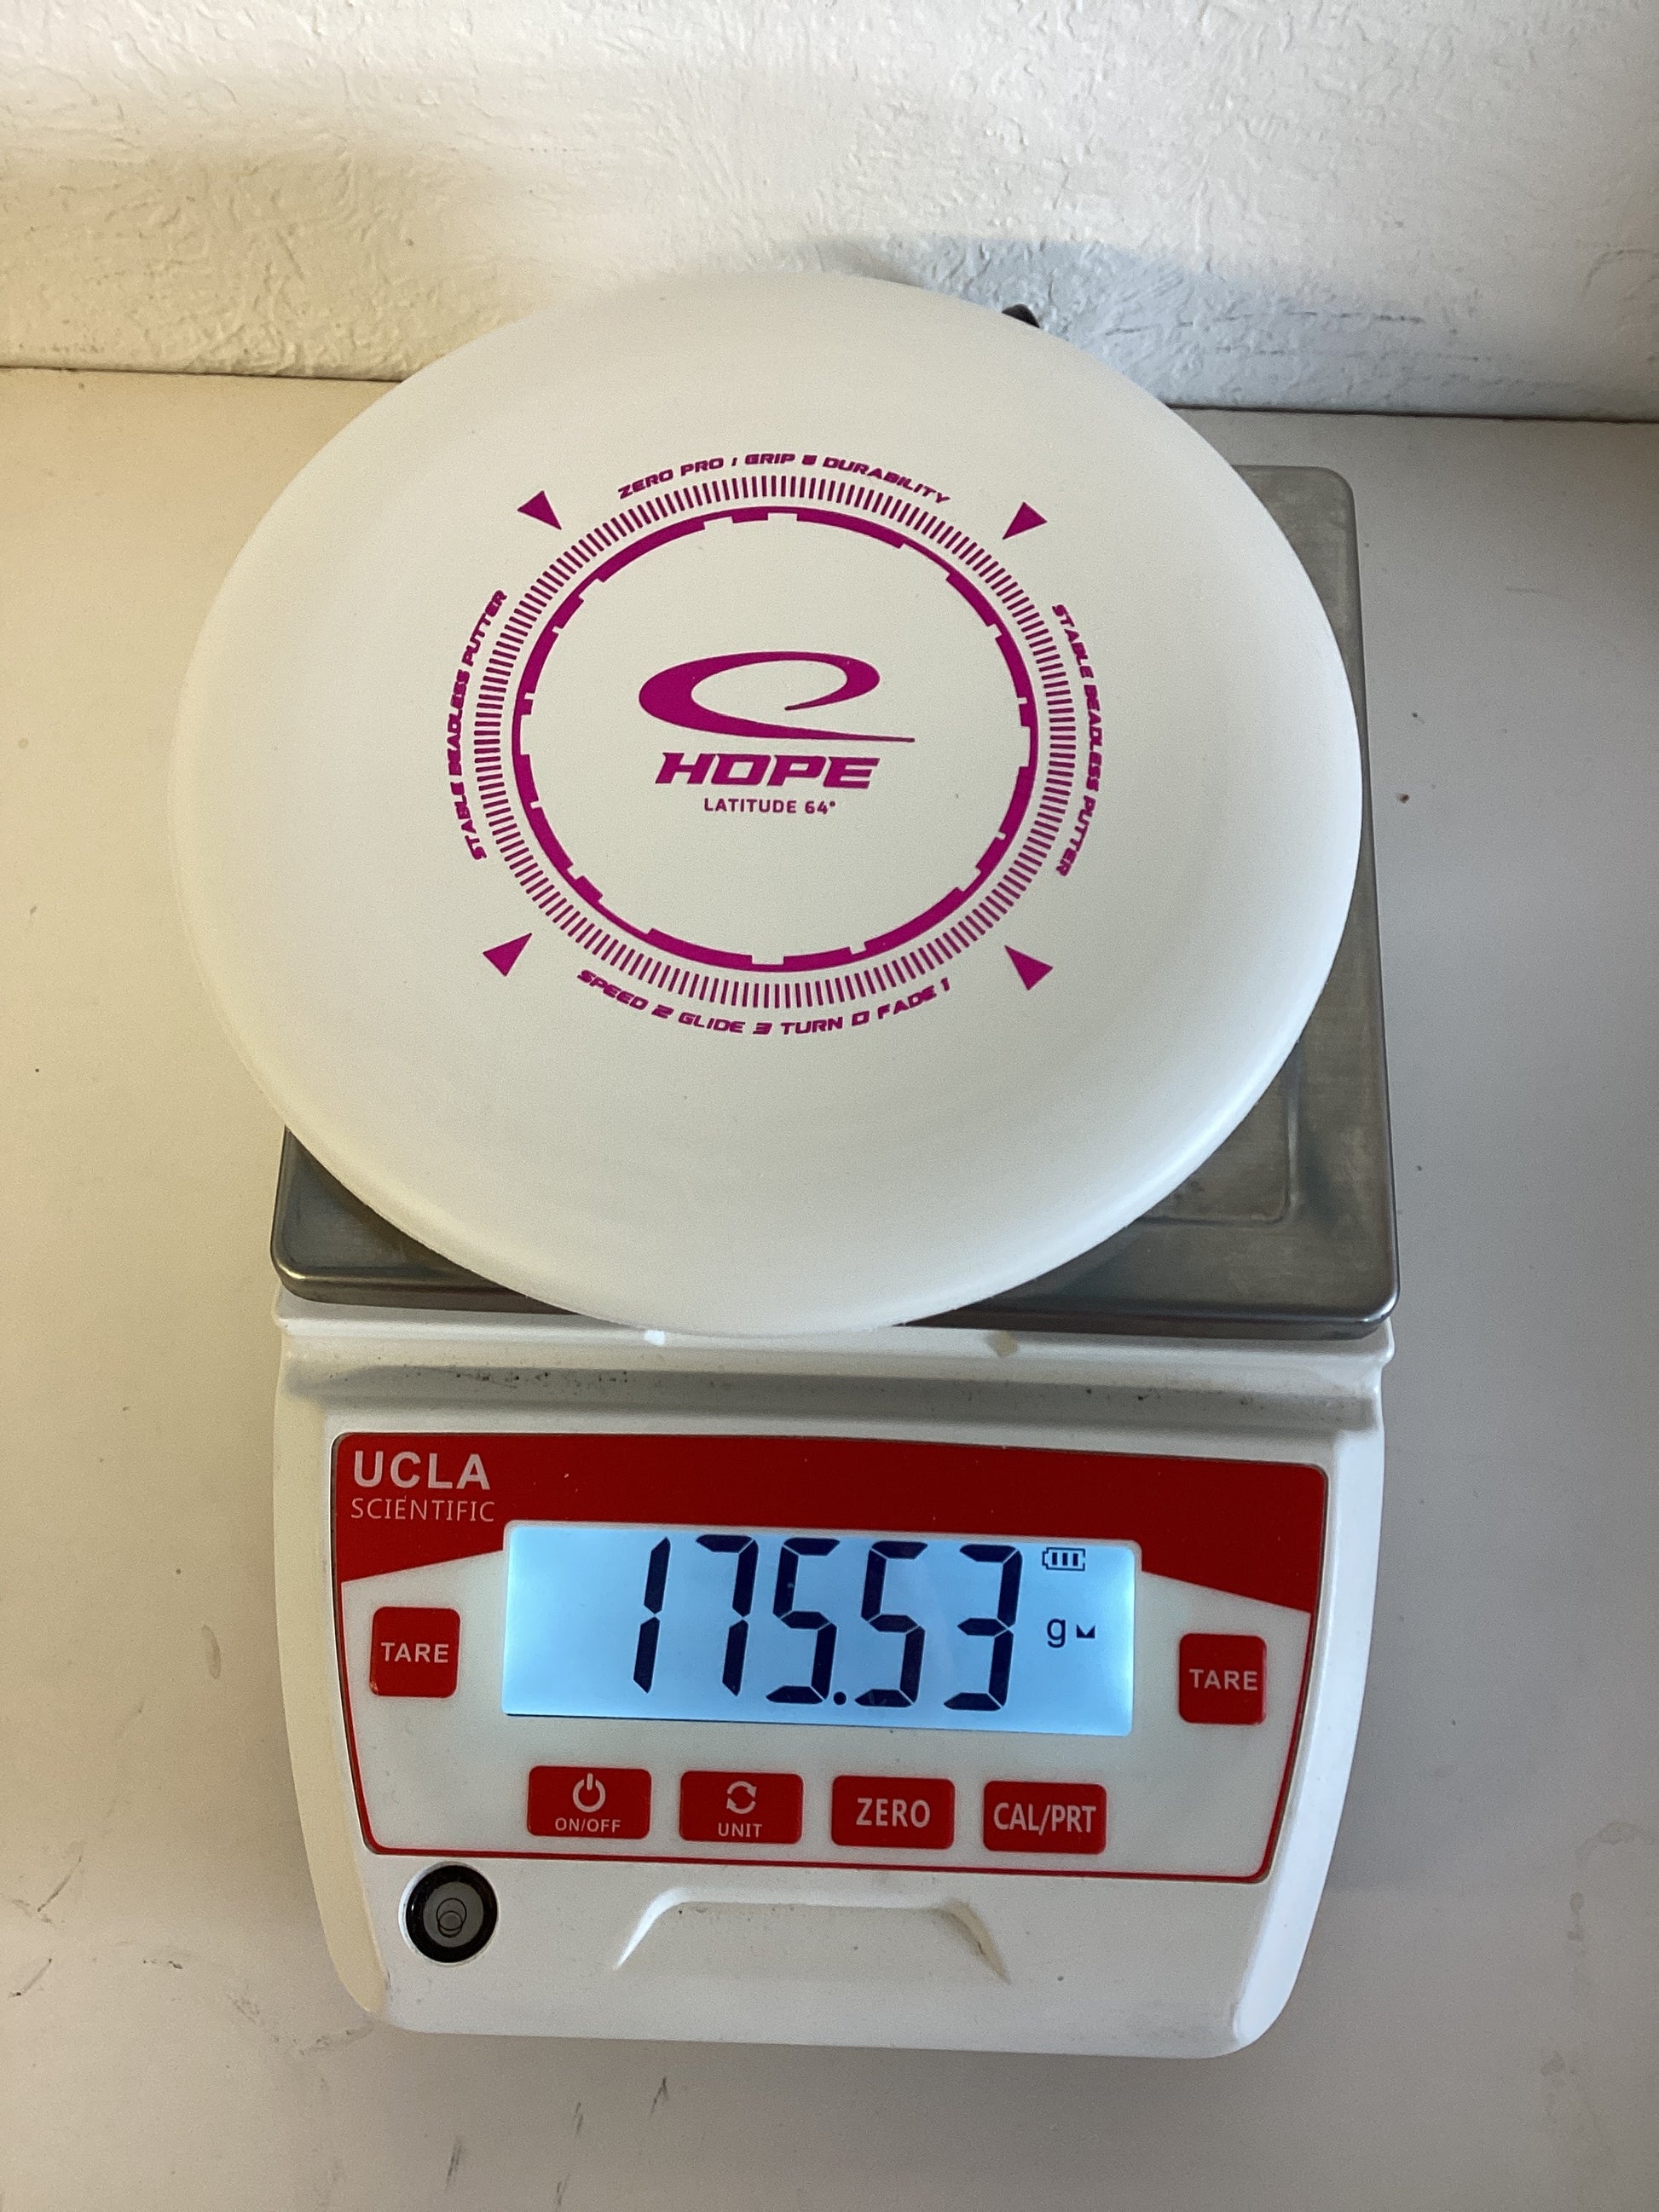 ZERO PRO : GRIP & DURABILITY
STABLE BEADLESS PUTTER
STABLE BEADLESS PUTTER
HOPE
LATITUDE 64°
SPEED 2 GLIDE 3 TURN 0 FADE 1
UCLA
SCIENTIFIC
175.53
g
TARE
TARE
ON/OFF
UNIT
ZERO
CAL/PRT